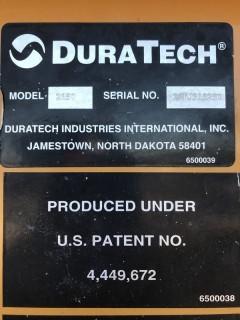 DURATECH®
MODEL
SERIAL NO.
DURATECH INDUSTRIES INTERNATIONAL, INC.
JAMESTOWN, NORTH DAKOTA 58401
6500039
PRODUCED UNDER
U.S. PATENT NO.
4,449,672
6500038